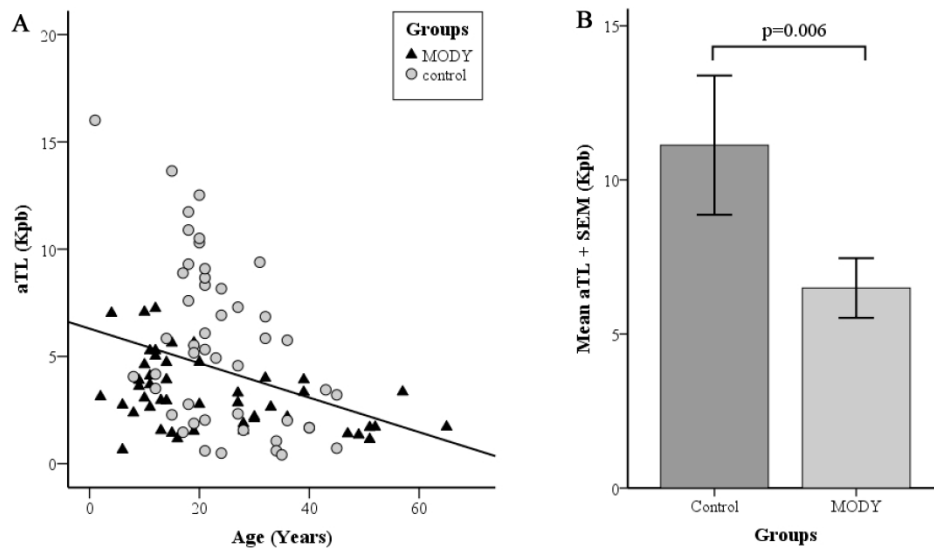 A
20
15
10
5
0
aTL (Kpb)
0
20
40
60
Age (Years)
Groups
MODY
control
B
15
10
5
0
Mean aTL + SEM (Kpb)
p=0.006
Control
MODY
Groups